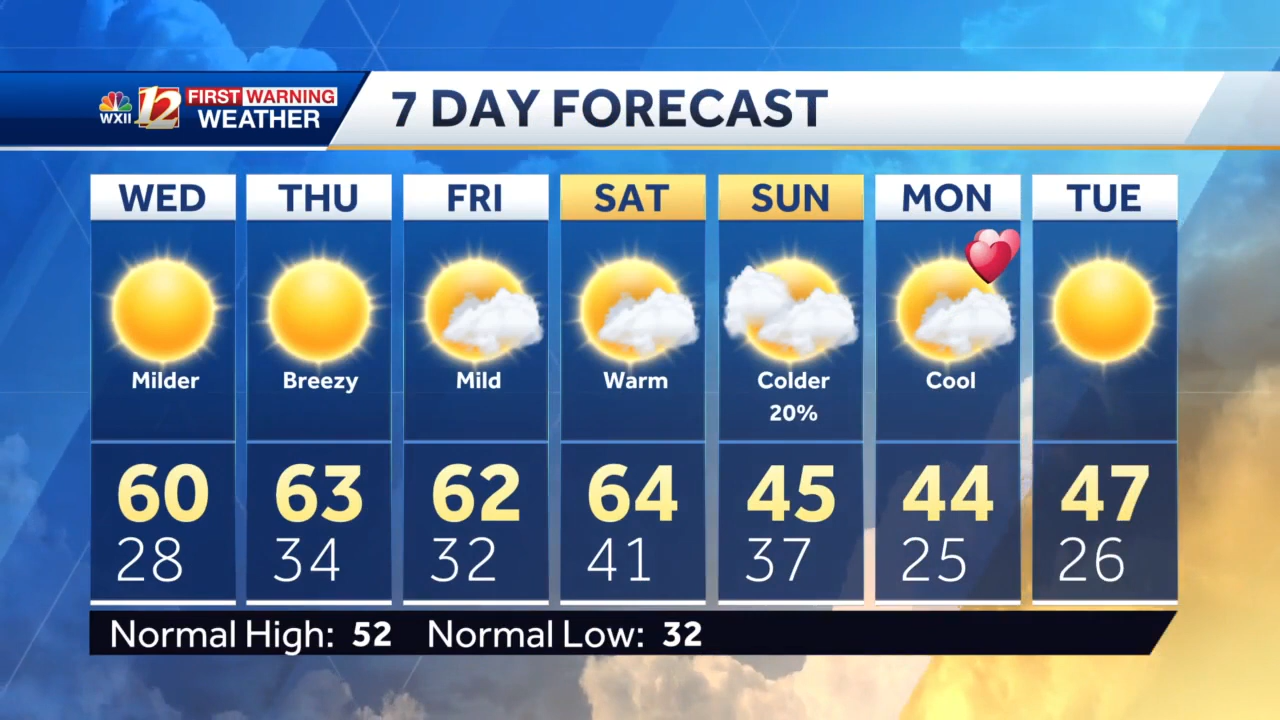 WXII 12 FIRST WARNING
WEATHER
7 DAY FORECAST
WED THU FRI SAT SUN MON TUE
Milder Breezy Mild Warm Colder Cool
20%
60 63 62 64 45 44 47
28 34 32 41 37 25 26
Normal High: 52 Normal Low: 32